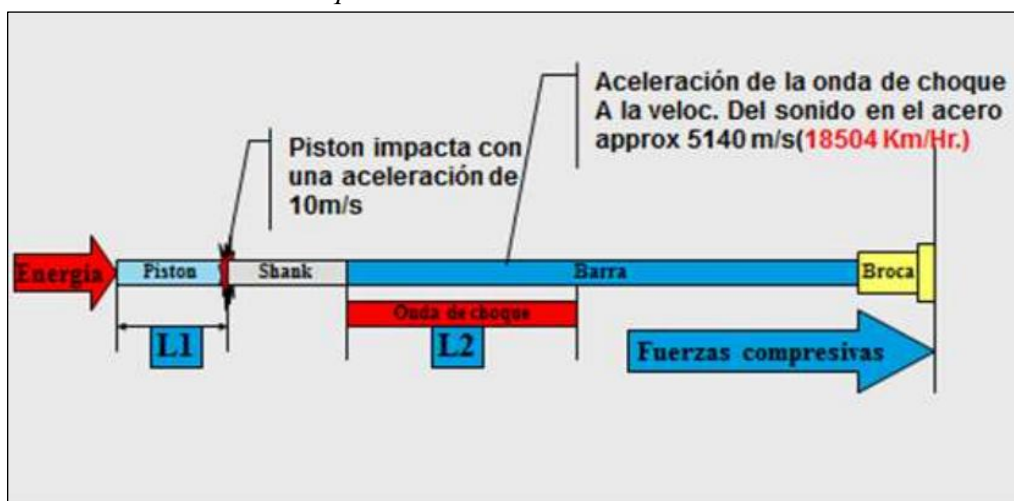 Aceleración de la onda de choque
A la veloc. Del sonido en el acero
approx 5140 m/s(18504 Km/Hr.)
Piston impacta con
una aceleración de
10m/s
Energía
Piston
Shank
Barra
Broca
Onda de choque
L1
L2
Fuerzas compresivas